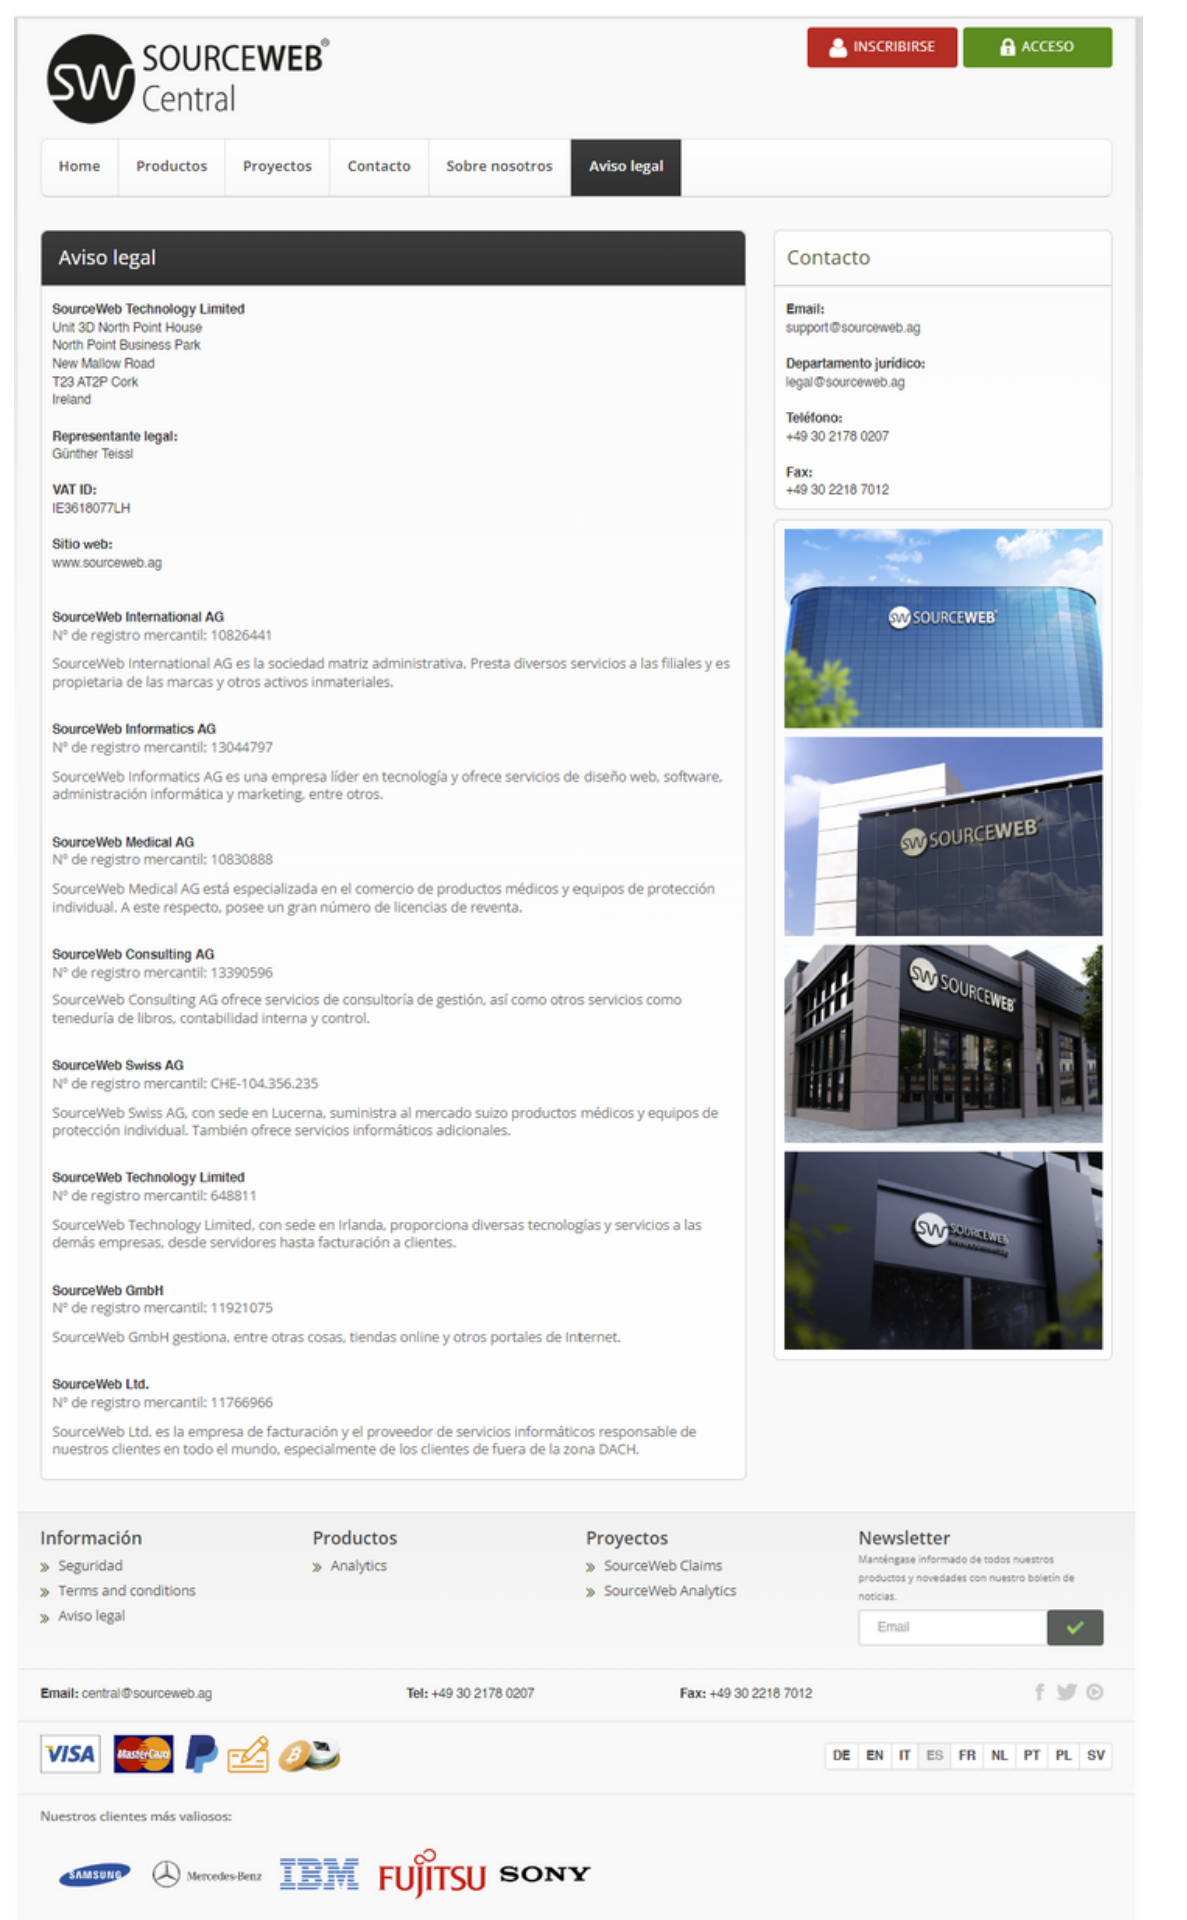 SW SOURCEWEB®
Central
INSCRIBIRSE
ACCESO
Home
Productos
Proyectos
Contacto
Sobre nosotros
Aviso legal
Aviso legal
SourceWeb Technology Limited
Unit 3D North Point House
North Point Business Park
New Mallow Road
T23 AT2P Cork
Ireland
Representante legal:
Günther Teissl
VAT ID:
IE3618077LH
Sitio web:
www.sourceweb.ag
SourceWeb International AG
Nº de registro mercantil: 10826441
SourceWeb International AG es la sociedad matriz administrativa. Presta diversos servicios a las filiales y es
propietaria de las marcas y otros activos inmateriales.
SourceWeb Informatics AG
Nº de registro mercantil: 13044797
SourceWeb Informatics AG es una empresa líder en tecnología y ofrece servicios de diseño web, software,
administración informática y marketing, entre otros.
SourceWeb Medical AG
Nº de registro mercantil: 10830888
SourceWeb Medical AG está especializada en el comercio de productos médicos y equipos de protección
individual. A este respecto, posee un gran número de licencias de reventa.
SourceWeb Consulting AG
Nº de registro mercantil: 13390596
SourceWeb Consulting AG ofrece servicios de consultoría de gestión, así como otros servicios como
teneduría de libros, contabilidad interna y control.
SourceWeb Swiss AG
Nº de registro mercantil: CHE-104.356.235
SourceWeb Swiss AG, con sede en Lucerna, suministra al mercado suizo productos médicos y equipos de
protección individual. También ofrece servicios informáticos adicionales.
SourceWeb Technology Limited
Nº de registro mercantil: 648811
SourceWeb Technology Limited, con sede en Irlanda, proporciona diversas tecnologías y servicios a las
demás empresas, desde servidores hasta facturación a clientes.
SourceWeb GmbH
Nº de registro mercantil: 11921075
SourceWeb GmbH gestiona, entre otras cosas, tiendas online y otros portales de Internet.
SourceWeb Ltd.
Nº de registro mercantil: 11766966
SourceWeb Ltd. es la empresa de facturación y el proveedor de servicios informáticos responsable de
nuestros clientes en todo el mundo, especialmente de los clientes de fuera de la zona DACH.
Contacto
Email:
support@sourceweb.ag
Departamento jurídico:
legal@sourceweb.ag
Teléfono:
+49 30 2178 0207
Fax:
+49 30 2218 7012
SW SOURCEWEB®
SW SOURCEWEB®
SW SOURCEWEB®
SW SOURCEWEB
Información
Seguridad
Terms and conditions
Aviso legal
Productos
Analytics
Proyectos
SourceWeb Claims
SourceWeb Analytics
Newsletter
Manténgase informado de todos nuestros
productos y novedades con nuestro boletín de
noticias.
Email
Email: central@sourceweb.ag
Tel: +49 30 2178 0207
Fax: +49 30 2218 7012
VISA
MasterCard
DE EN IT ES FR NL PT PL SV
Nuestros clientes más valiosos:
SAMSUNG
Mercedes-Benz
IBM
FUJITSU
SONY